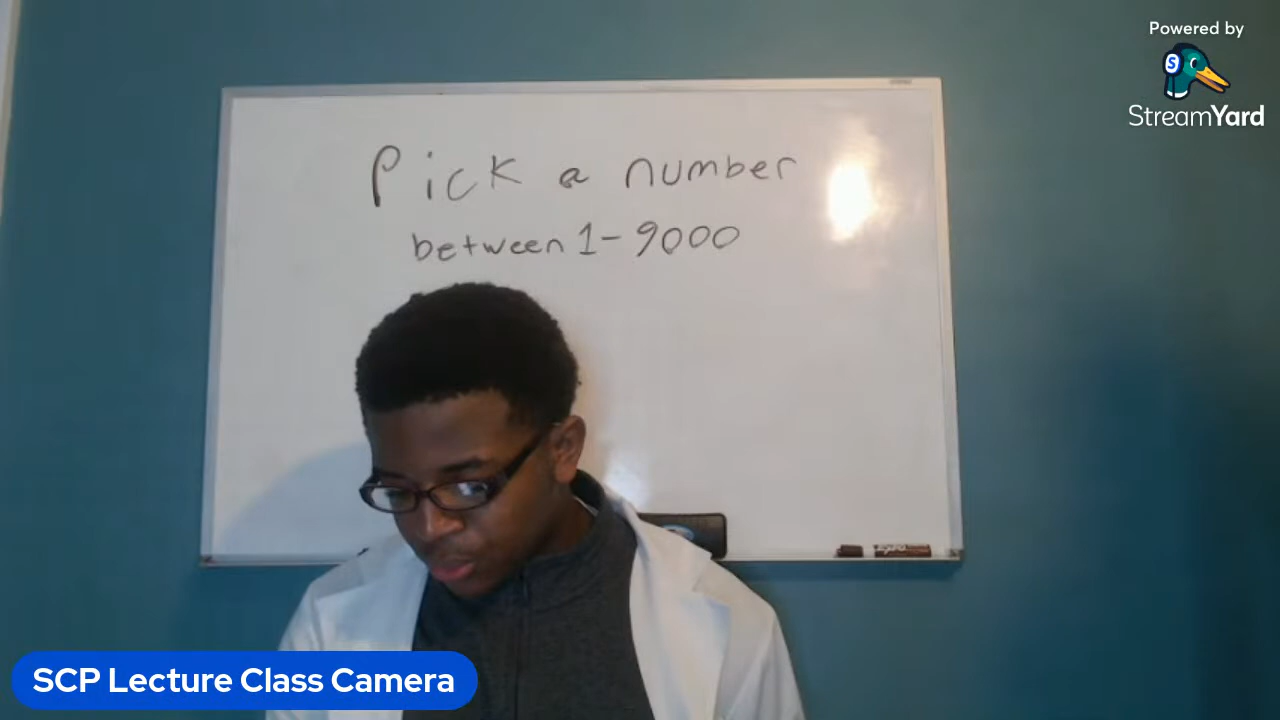 Powered by
StreamYard
Pick a number
between 1-9000
SCP Lecture Class Camera